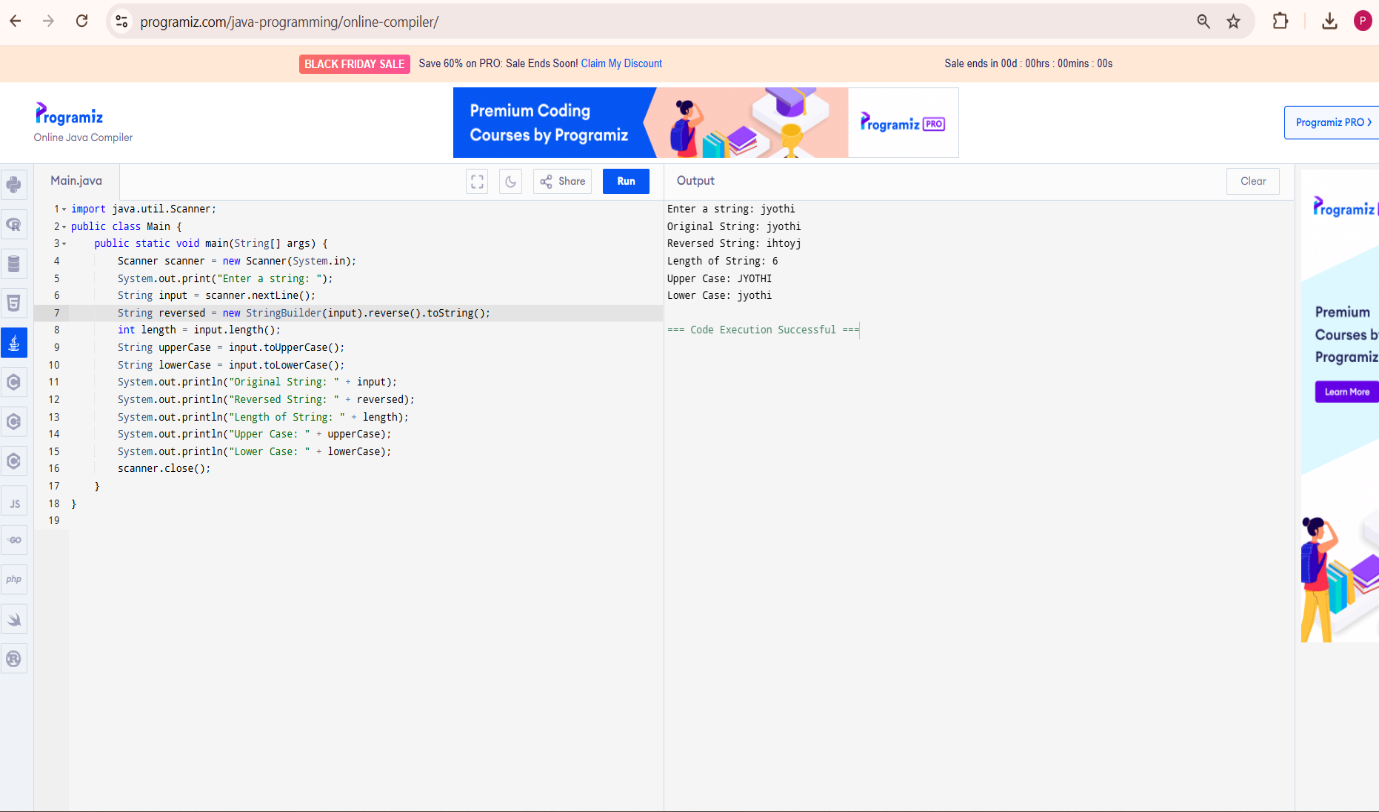 programiz.com/java-programming/online-compiler/
P
BLACK FRIDAY SALE Save 60% on PRO: Sale Ends Soon! Claim My Discount Sale ends in 00d : 00hrs : 00mins : 00s
Programiz
Online Java Compiler
Premium Coding
Courses by Programiz
Programiz PRO
Programiz PRO >
Main.java
Share
Run
1 import java.util.Scanner;
2 public class Main {
3 public static void main(String[] args) {
4 Scanner scanner = new Scanner(System.in);
5 System.out.print("Enter a string: ");
6 String input = scanner.nextLine();
7 String reversed = new StringBuilder(input).reverse().toString();
8 int length = input.length();
9 String upperCase = input.toUpperCase();
10 String lowerCase = input.toLowerCase();
11 System.out.println("Original String: " + input);
12 System.out.println("Reversed String: " + reversed);
13 System.out.println("Length of String: " + length);
14 System.out.println("Upper Case: " + upperCase);
15 System.out.println("Lower Case: " + lowerCase);
16 scanner.close();
17 }
18 }
19
Output
Clear
Enter a string: jyothi
Original String: jyothi
Reversed String: ihtoyj
Length of String: 6
Upper Case: JYOTHI
Lower Case: jyothi
=== Code Execution Successful ===
Programiz
Premium
Courses b
Programiz
Learn More
JS
GO
php